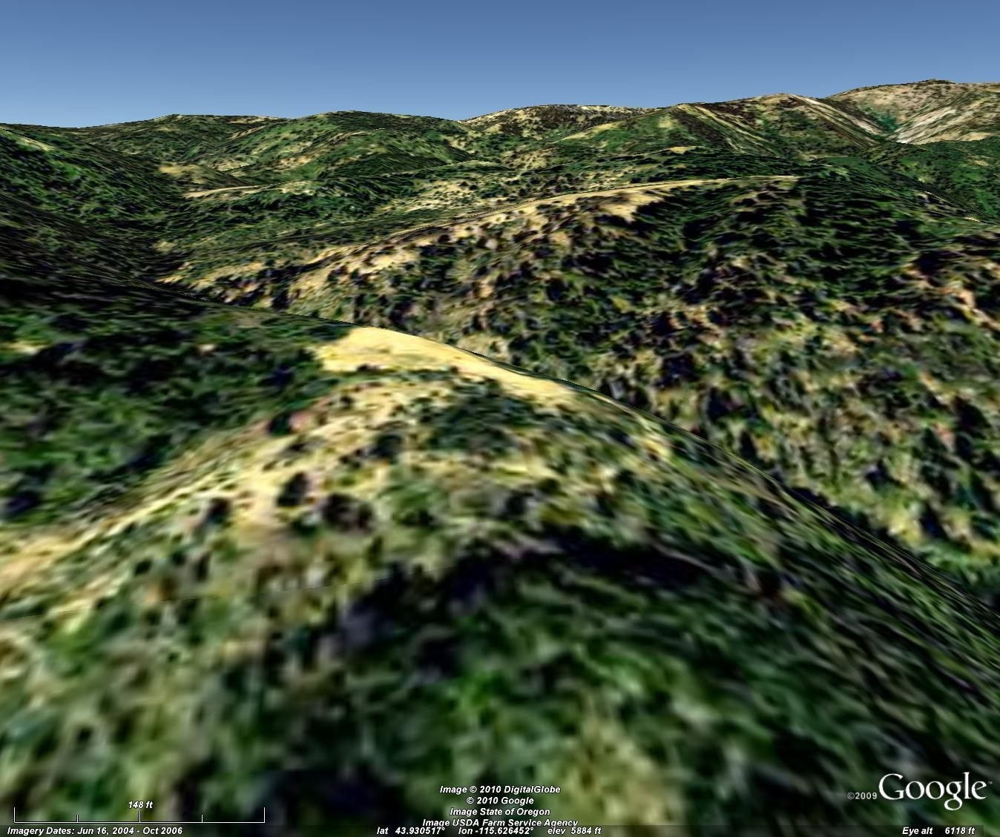 148 ft
Image © 2010 DigitalGlobe
© 2010 Google
Image State of Oregon
Image USDA Farm Service Agency
©2009 Google™
Imagery Dates: Jun 16, 2004 - Oct 2006 lat 43.930517° lon -115.626452° elev 5884 ft Eye alt 6118 ft